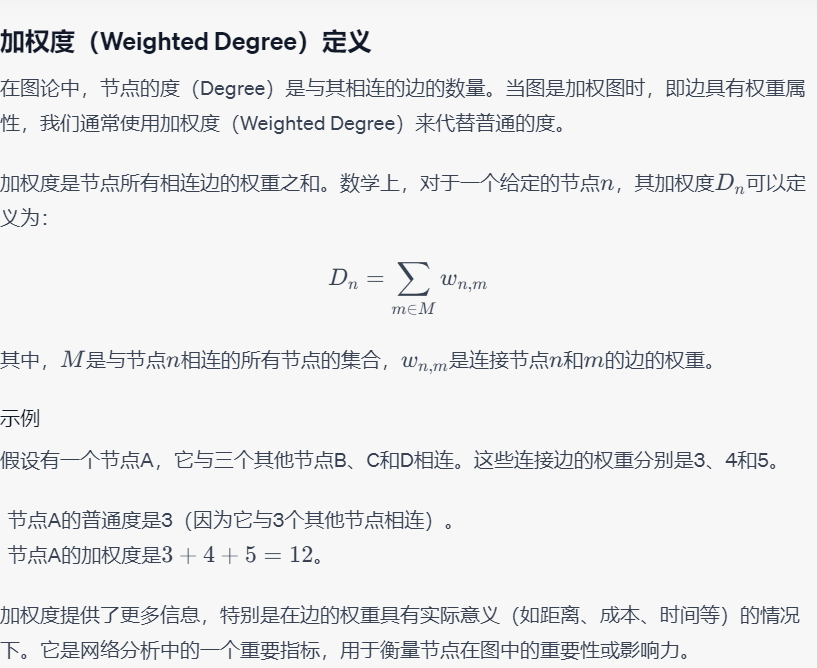 加权度（Weighted Degree）定义
在图论中，节点的度（Degree）是与其相连的边的数量。当图是加权图时，即边具有权重属
性，我们通常使用加权度（Weighted Degree）来代替普通的度。
加权度是节点所有相连边的权重之和。数学上，对于一个给定的节点n，其加权度Dₙ可以定
义为：
Dₙ = ∑_{m∈M} w_{n,m}
其中，M是与节点n相连的所有节点的集合，w_{n,m}是连接节点n和m的边的权重。
示例
假设有一个节点A，它与三个其他节点B、C和D相连。这些连接边的权重分别是3、4和5。
节点A的普通度是3（因为它与3个其他节点相连）。
节点A的加权度是3 + 4 + 5 = 12。
加权度提供了更多信息，特别是在边的权重具有实际意义（如距离、成本、时间等）的情况
下。它是网络分析中的一个重要指标，用于衡量节点在图中的重要性或影响力。